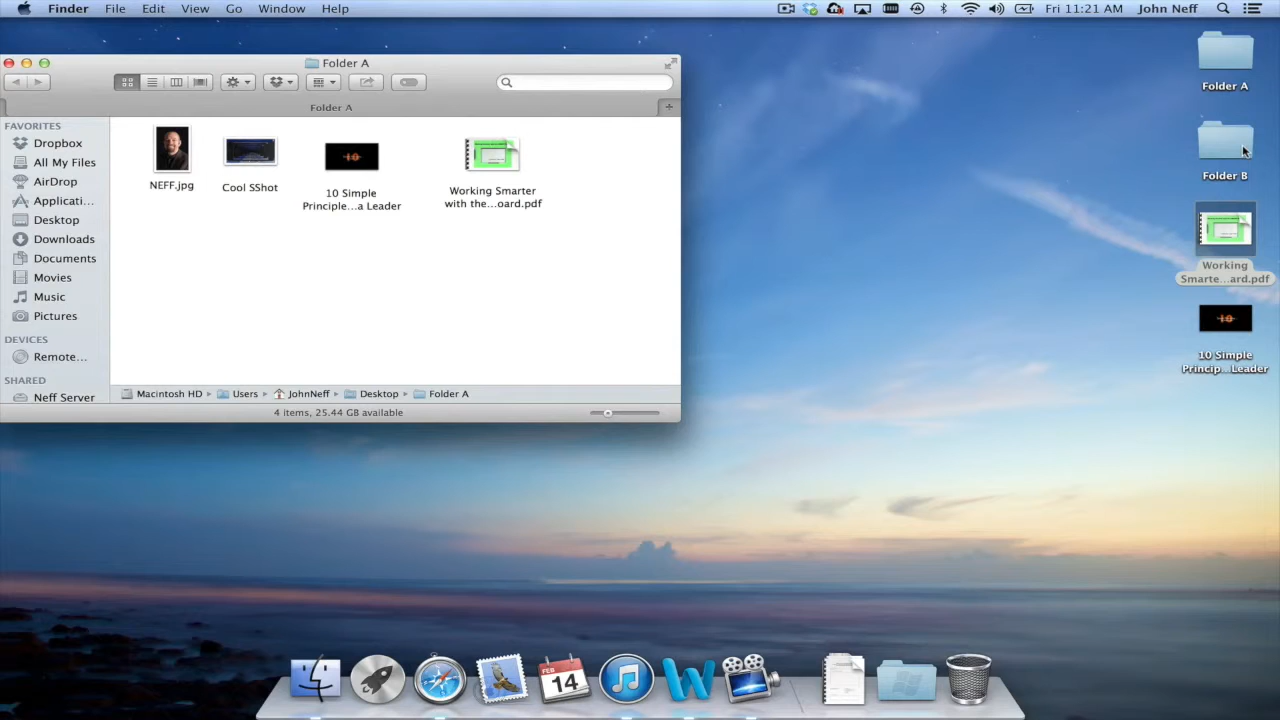 Finder File Edit View Go Window Help
Fri 11:21 AM John Neff
Folder A
Folder A
FAVORITES
Dropbox
All My Files
AirDrop
Applicati...
Desktop
Downloads
Documents
Movies
Music
Pictures
DEVICES
Remote...
SHARED
Neff Server
NEFF.jpg
Cool SShot
10 Simple
Principle...a Leader
Working Smarter
with the...oard.pdf
Macintosh HD Users JohnNeff Desktop Folder A
4 items, 25.44 GB available
Folder A
Folder B
Working
Smarte...ard.pdf
10
10 Simple
Princip...Leader
FEB
14